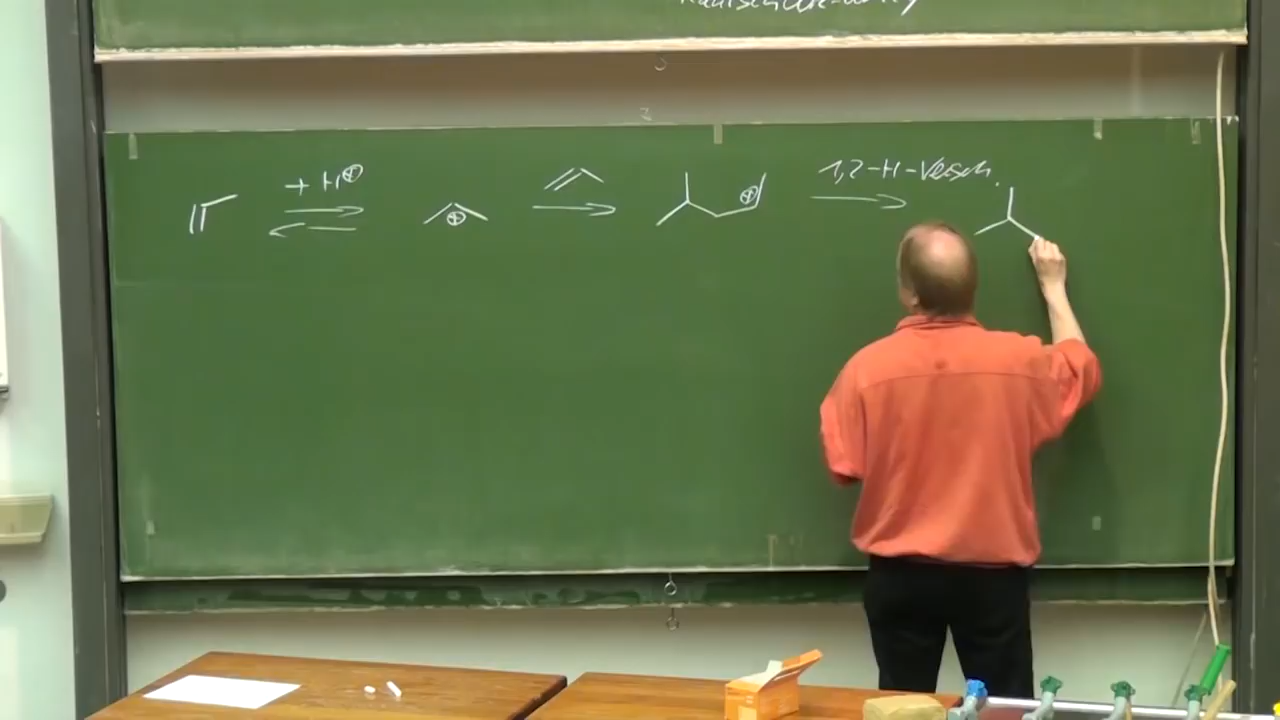 + H⊕
⊕
⊕
1,2-H-Versch.